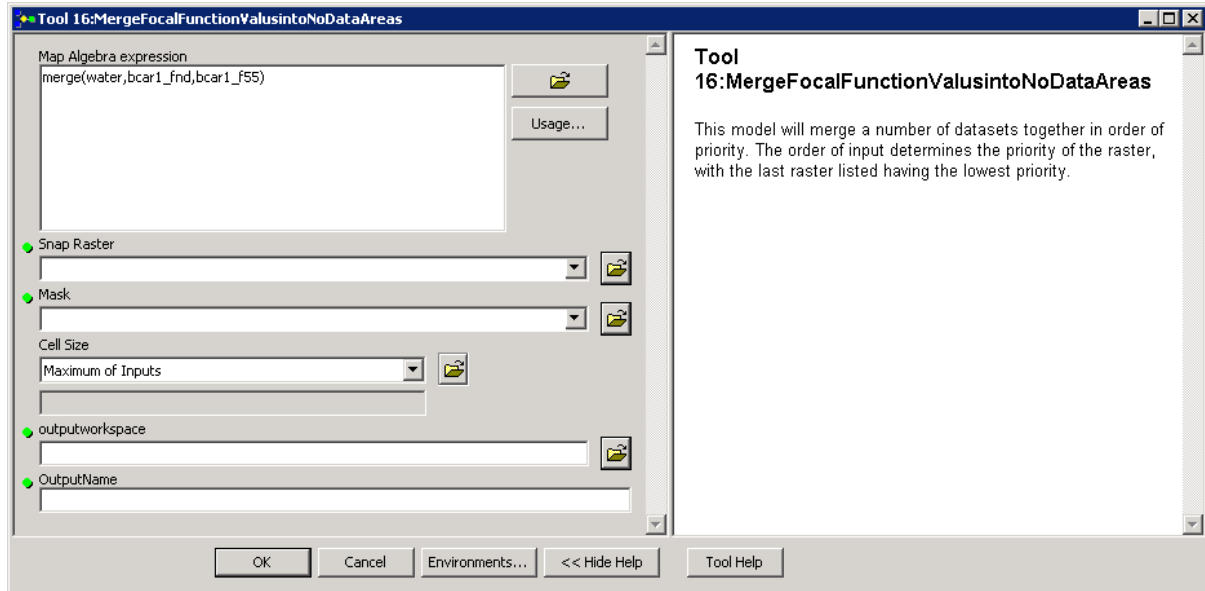 Tool 16:MergeFocalFunctionValusintoNoDataAreas
Map Algebra expression
merge(water,bcar1_fnd,bcar1_f55)
Usage...
Snap Raster
Mask
Cell Size
Maximum of Inputs
outputworkspace
OutputName
OK
Cancel
Environments...
<< Hide Help
Tool Help
Tool
16:MergeFocalFunctionValusintoNoDataAreas
This model will merge a number of datasets together in order of
priority. The order of input determines the priority of the raster,
with the last raster listed having the lowest priority.